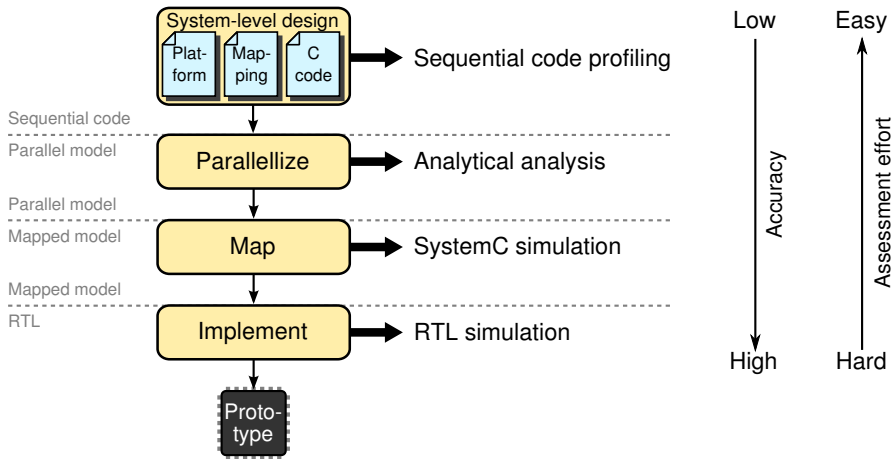 System-level design
Plat-
form
Map-
ping
C
code
Sequential code profiling
Low
Easy
Sequential code
Parallel model
Parallellize
Analytical analysis
Parallel model
Mapped model
Map
SystemC simulation
Accuracy
Assessment effort
Mapped model
RTL
Implement
RTL simulation
High
Hard
Proto-
type